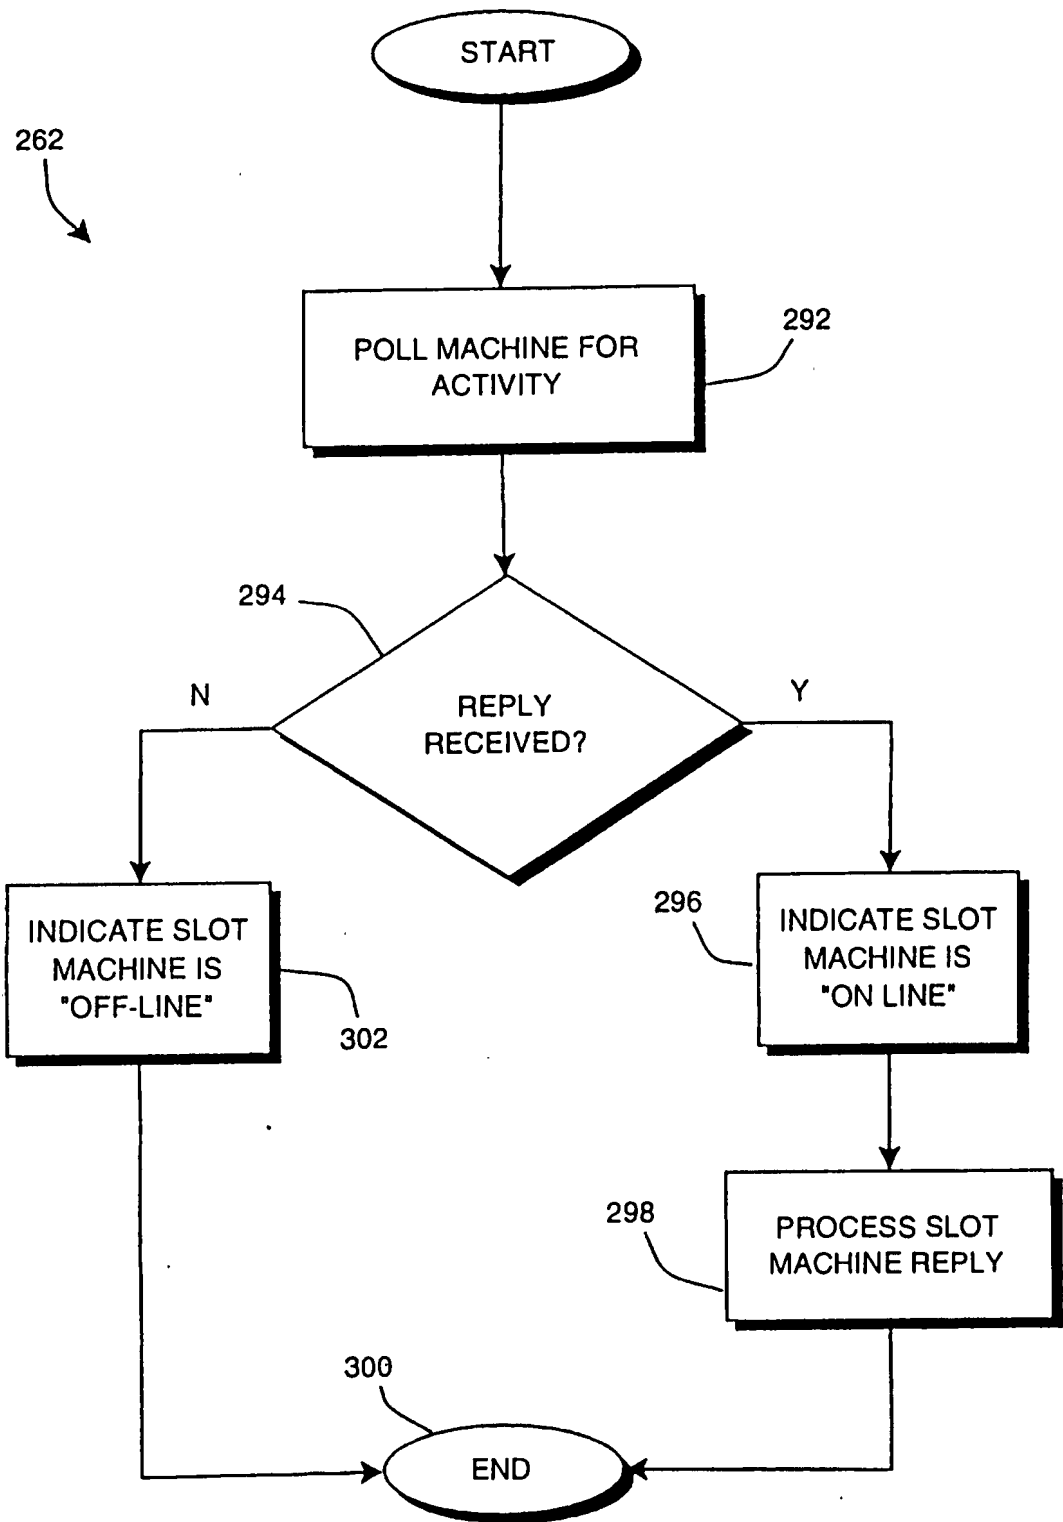 START
262
POLL MACHINE FOR
ACTIVITY
292
294
N
REPLY
RECEIVED?
Y
INDICATE SLOT
MACHINE IS
"OFF-LINE"
302
296
INDICATE SLOT
MACHINE IS
"ON LINE"
298
PROCESS SLOT
MACHINE REPLY
300
END